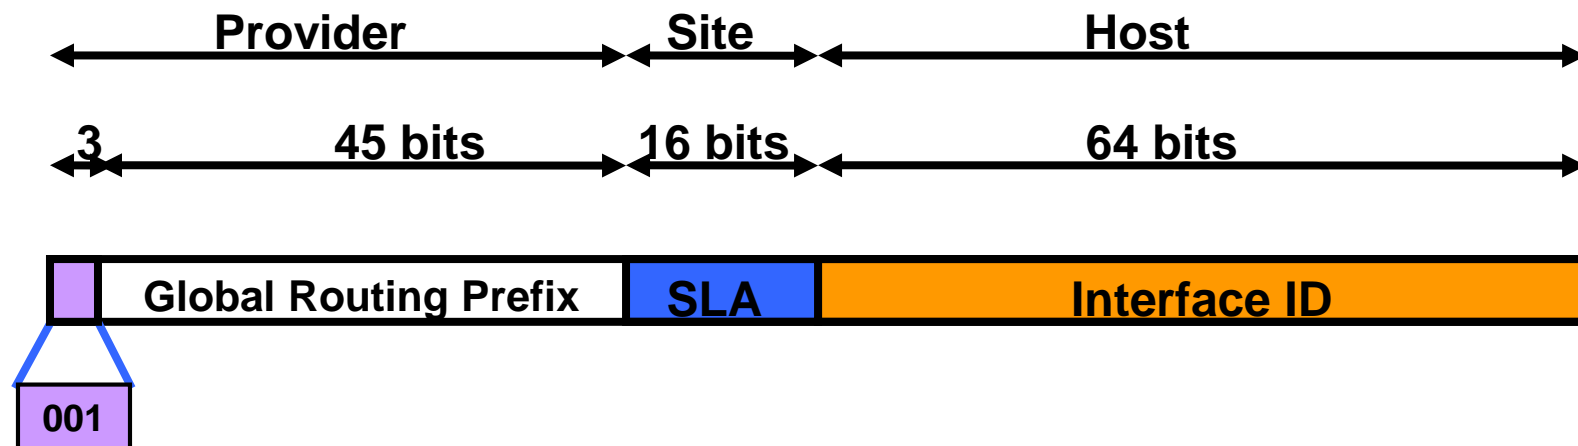 Provider Site Host
3 45 bits 16 bits 64 bits
Global Routing Prefix SLA Interface ID
001